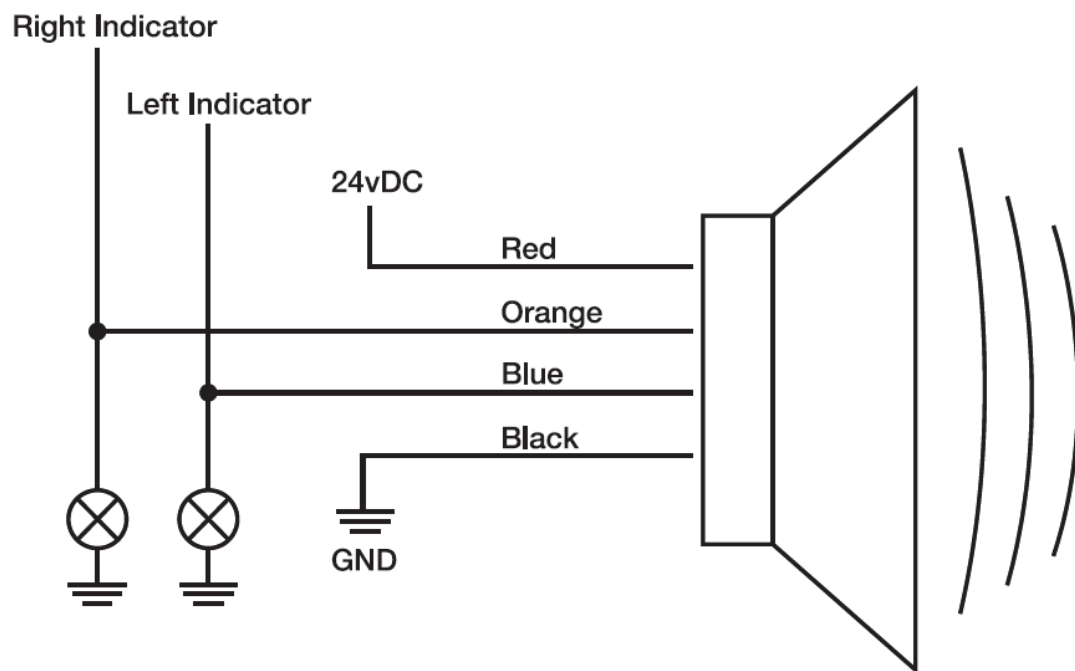 Right Indicator
Left Indicator
24vDC
Red
Orange
Blue
Black
GND